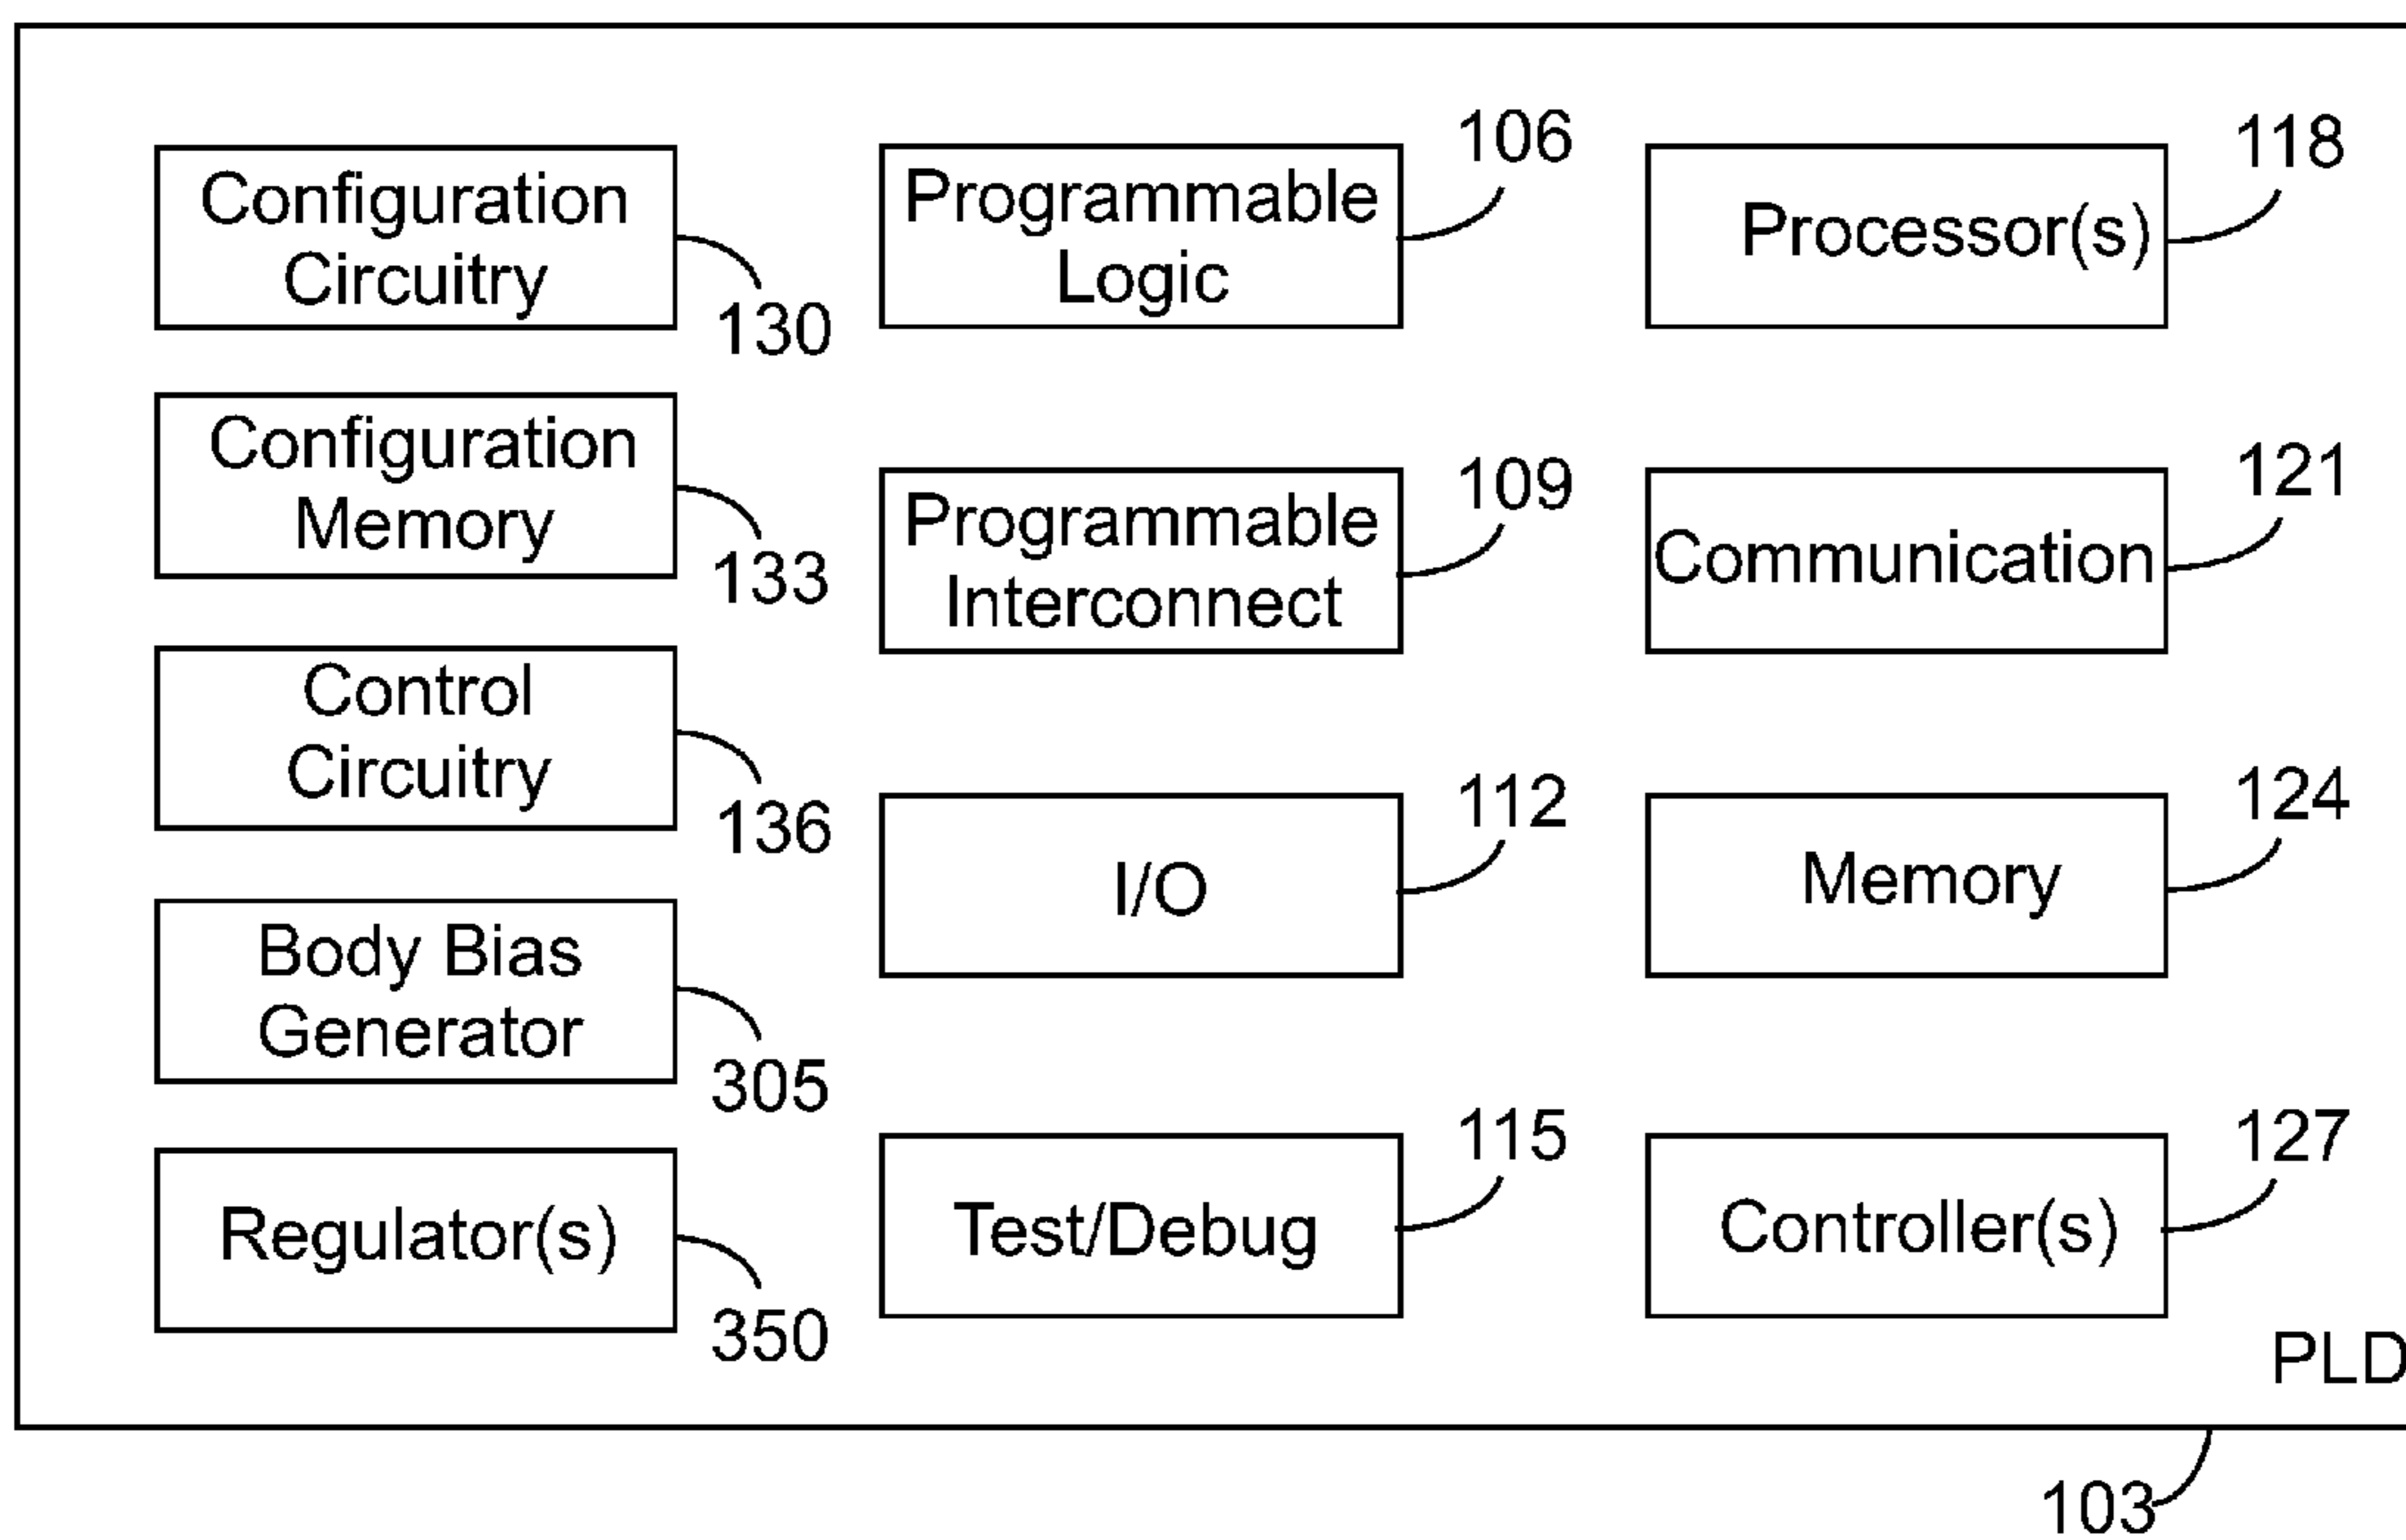 Configuration
Circuitry
130
Configuration
Memory
133
Control
Circuitry
136
Body Bias
Generator
305
Regulator(s)
350
Programmable
Logic
106
Programmable
Interconnect
109
I/O
112
Test/Debug
115
Processor(s)
118
Communication
121
Memory
124
Controller(s)
127
PLD
103